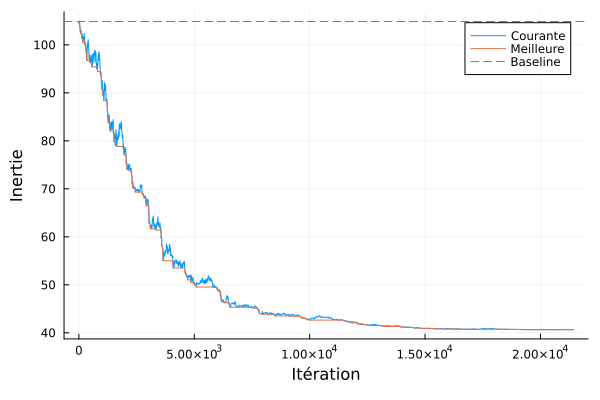 Courante
Meilleure
Baseline
100
90
80
70
60
50
40
Inertie
0
5.00×10³
1.00×10⁴
1.50×10⁴
2.00×10⁴
Itération